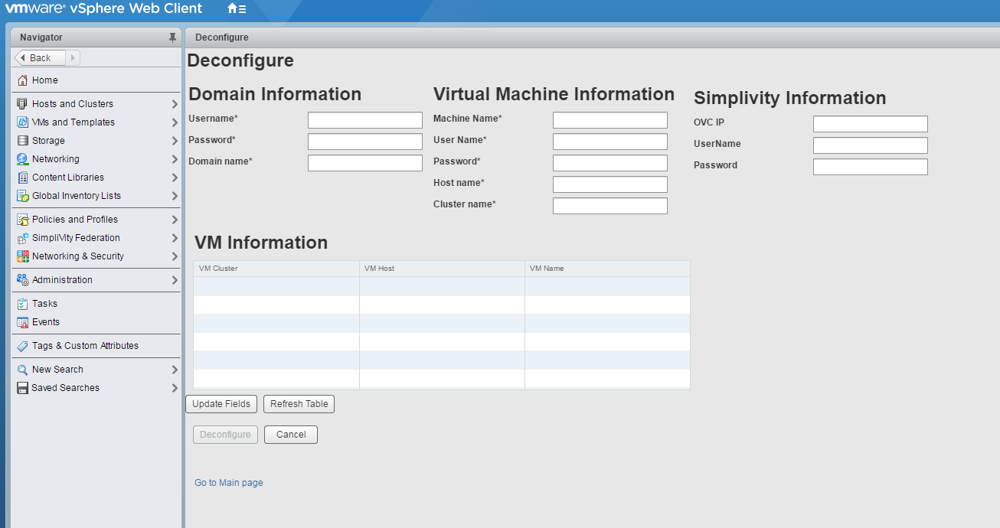 vmware® vSphere Web Client
Navigator
Back
Home
Hosts and Clusters
VMs and Templates
Storage
Networking
Content Libraries
Global Inventory Lists
Policies and Profiles
SimpliVity Federation
Networking & Security
Administration
Tasks
Events
Tags & Custom Attributes
New Search
Saved Searches
Deconfigure
Deconfigure
Domain Information
Username*
Password*
Domain name*
Virtual Machine Information
Machine Name*
User Name*
Password*
Host name*
Cluster name*
Simplivity Information
OVC IP
UserName
Password
VM Information
VM Cluster VM Host VM Name
Update Fields Refresh Table
Deconfigure Cancel
Go to Main page